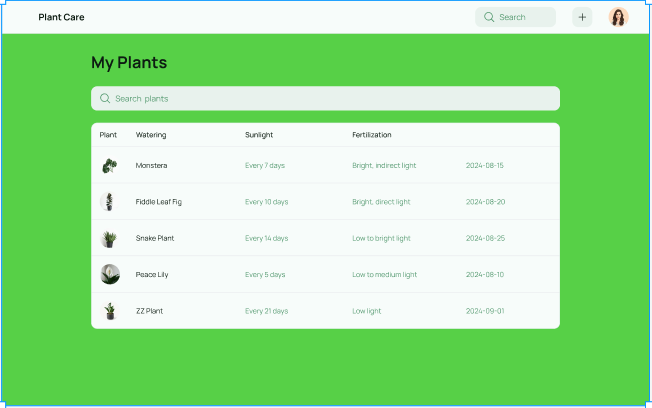 Plant Care
Search
My Plants
Search plants
Plant Watering Sunlight Fertilization
Monstera Every 7 days Bright, indirect light 2024-08-15
Fiddle Leaf Fig Every 10 days Bright, direct light 2024-08-20
Snake Plant Every 14 days Low to bright light 2024-08-25
Peace Lily Every 5 days Low to medium light 2024-08-10
ZZ Plant Every 21 days Low light 2024-09-01